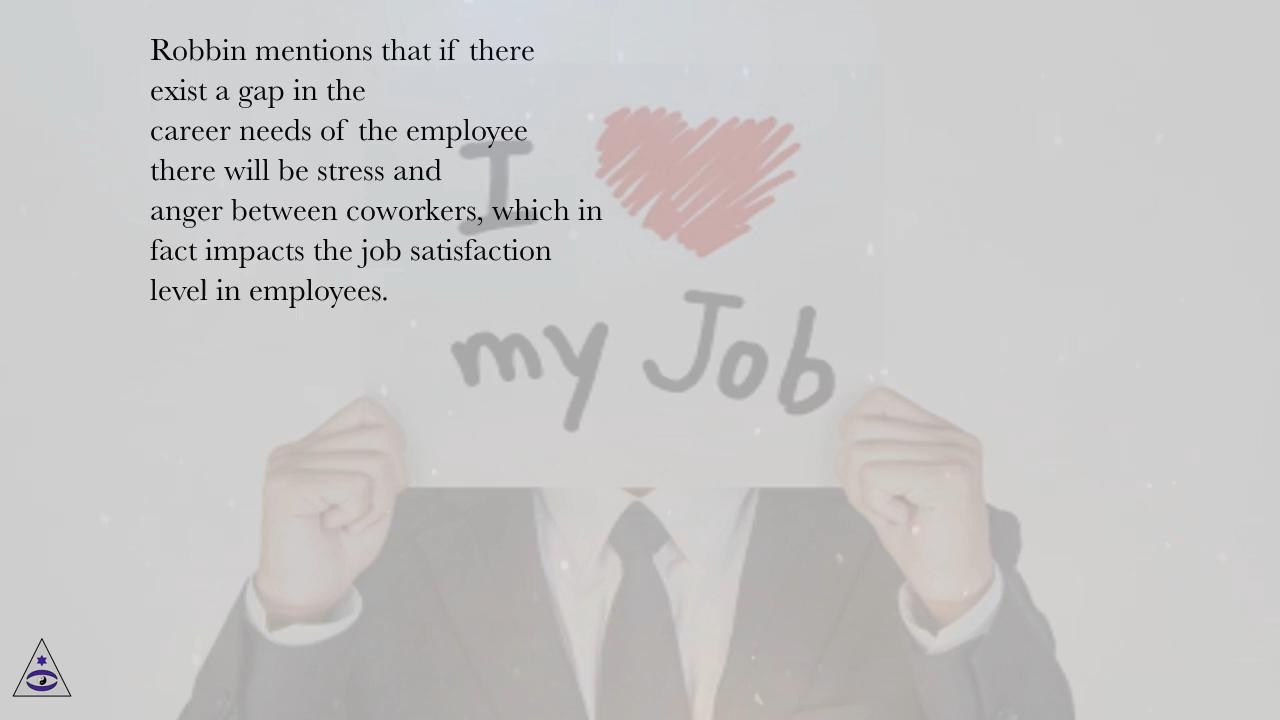 Robbin mentions that if there
exist a gap in the
career needs of the employee
there will be stress and
anger between coworkers, which in
fact impacts the job satisfaction
level in employees.
I
my Job